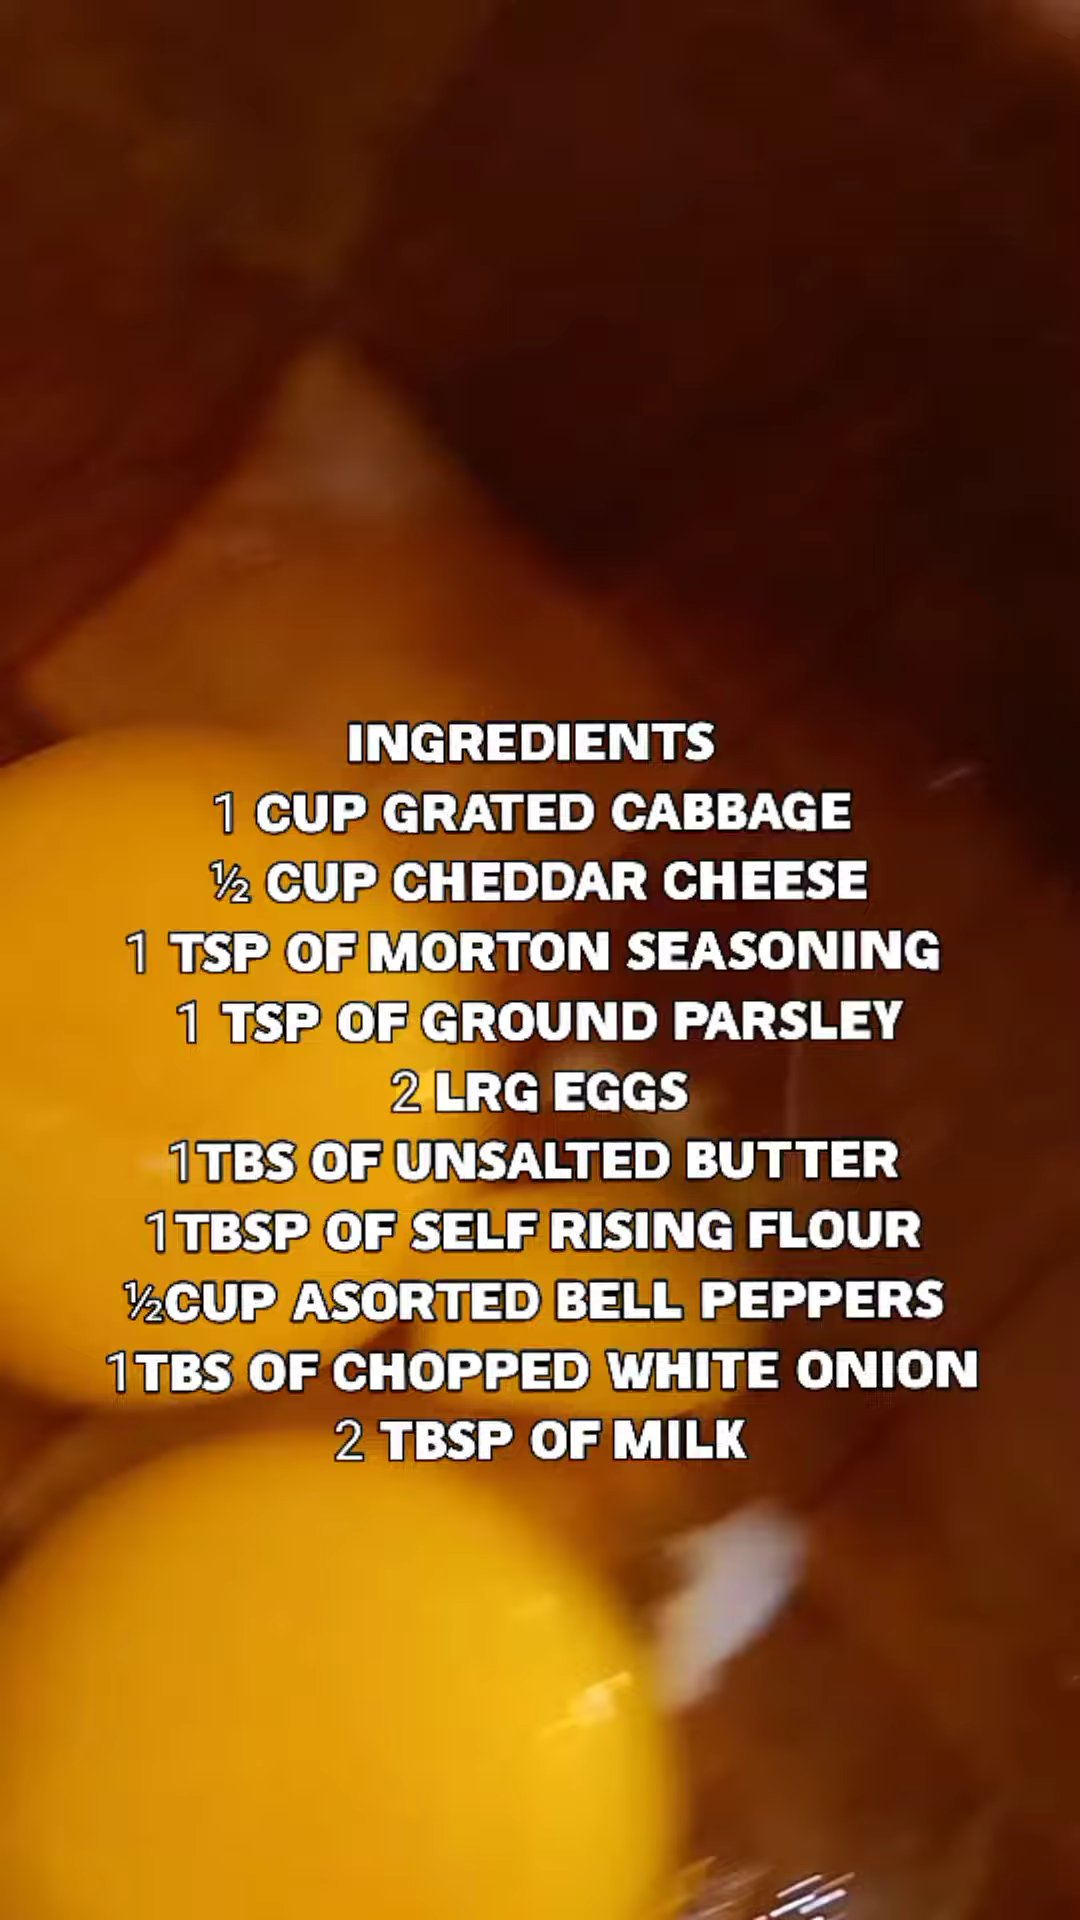 INGREDIENTS
1 CUP GRATED CABBAGE
½ CUP CHEDDAR CHEESE
1 TSP OF MORTON SEASONING
1 TSP OF GROUND PARSLEY
2 LRG EGGS
1TBS OF UNSALTED BUTTER
1TBSP OF SELF RISING FLOUR
½CUP ASORTED BELL PEPPERS
1TBS OF CHOPPED WHITE ONION
2 TBSP OF MILK